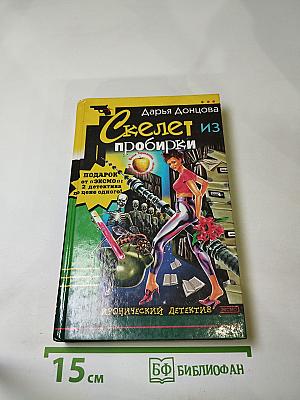 Дарья Донцова
Скелет из
пробирки
ПОДАРОК
от «ЭКСМО»:
2 детектива
по цене одного!
ИРОНИЧЕСКИЙ ДЕТЕКТИВ
ЭКСМО
15 см
БФ БИБЛИОФАН